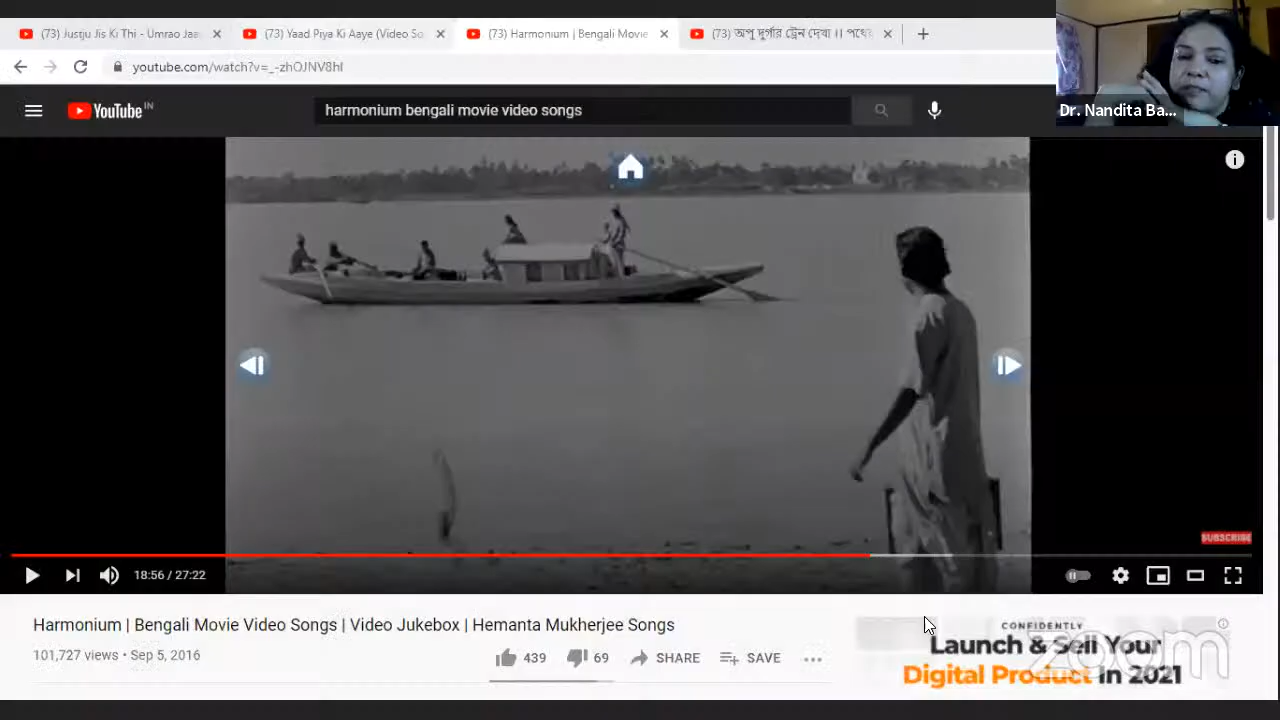 (73) Justju Jis Ki Thi - Umrao Jaa
(73) Yaad Piya Ki Aaye (Video So
(73) Harmonium | Bengali Movie
(73) অপু দুর্গার ট্রেন দেখা ।। পথের
youtube.com/watch?v=_-zhOJNV8hI
YouTube IN
harmonium bengali movie video songs
Dr. Nandita Ba...
SUBSCRIBE
18:56 / 27:22
Harmonium | Bengali Movie Video Songs | Video Jukebox | Hemanta Mukherjee Songs
101,727 views • Sep 5, 2016
439
69
SHARE
SAVE
CONFIDENTLY
Launch & Sell Your
Digital Product In 2021
zoom